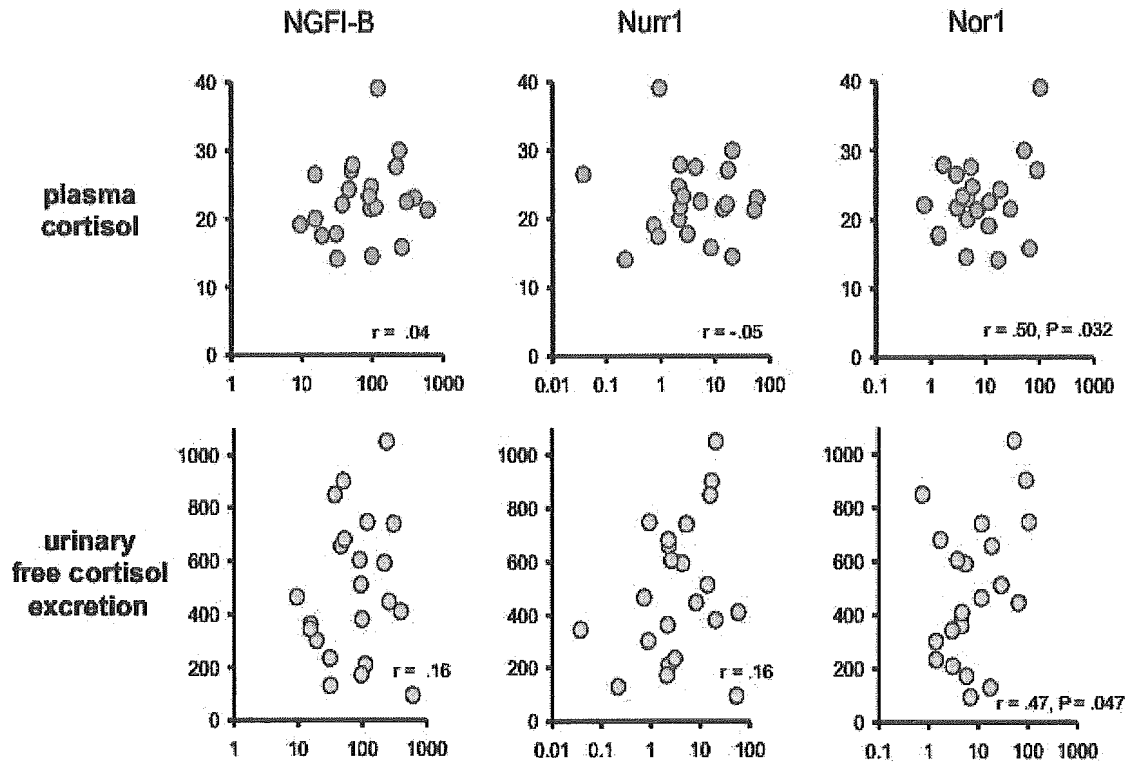 NGFI-B Nurr1 Nor1
plasma
cortisol
40
30
20
10
0
r = .04
1 10 100 1000
40
30
20
10
0
r = -.05
0.01 0.1 1 10 100
40
30
20
10
0
r = .50, P = .032
0.1 1 10 100 1000
urinary
free cortisol
excretion
1000
800
600
400
200
0
r = .16
1 10 100 1000
1000
800
600
400
200
0
r = .16
0.01 0.1 1 10 100
1000
800
600
400
200
0
r = .47, P = .047
0.1 1 10 100 1000